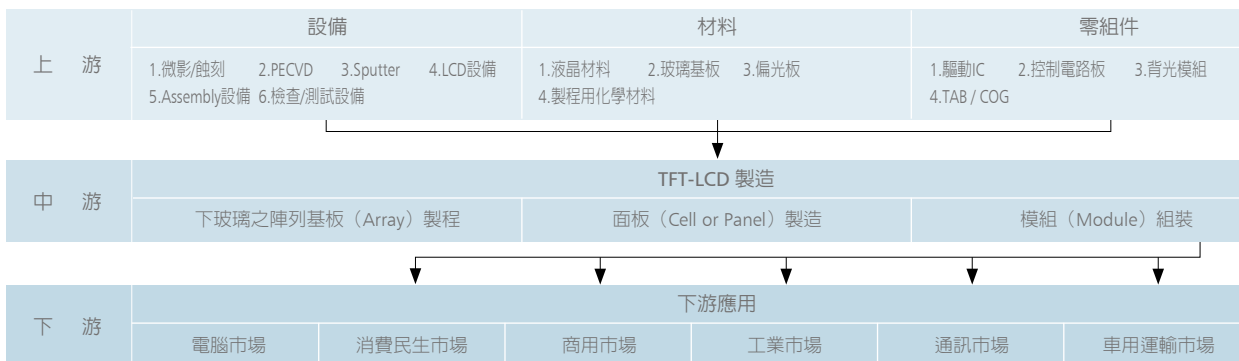 上 游
設備
材料
零組件
1.微影/蝕刻 2.PECVD 3.Sputter 4.LCD設備
5.Assembly設備 6.檢查/測試設備
1.液晶材料 2.玻璃基板 3.偏光板
4.製程用化學材料
1.驅動IC 2.控制電路板 3.背光模組
4.TAB / COG
中 游
TFT-LCD 製造
下玻璃之陣列基板（Array）製程
面板（Cell or Panel）製造
模組（Module）組裝
下 游
下游應用
電腦市場
消費民生市場
商用市場
工業市場
通訊市場
車用運輸市場